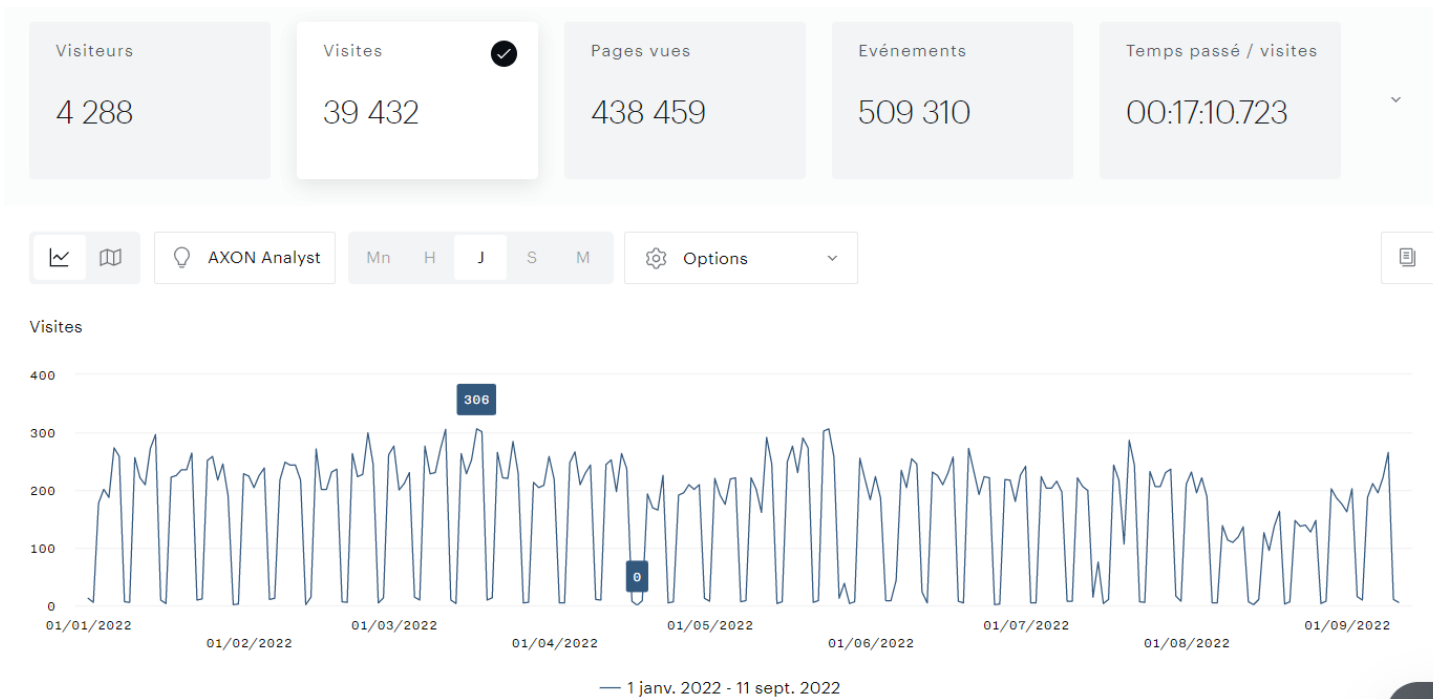 Visiteurs
Visites
Pages vues
Evénements
Temps passé / visites
4 288
39 432
438 459
509 310
00:17:10.723
AXON Analyst
Mn H J S M
Options
Visites
400
306
300
200
100
0
0
01/01/2022
01/02/2022
01/03/2022
01/04/2022
01/05/2022
01/06/2022
01/07/2022
01/08/2022
01/09/2022
1 janv. 2022 - 11 sept. 2022